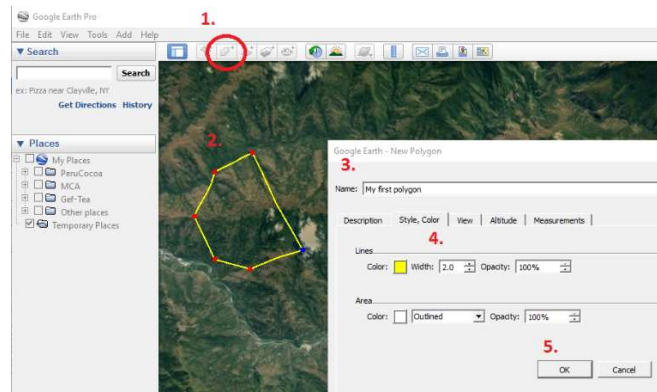 Google Earth Pro
1.
File Edit View Tools Add Help
Search
Search
ex: Pizza near Clayville, NY
Get Directions History
Places
My Places
PeruCocoa
MCA
Gef-Tea
Other places
Temporary Places
2.
Google Earth - New Polygon
3.
Name: My first polygon
Description Style, Color View Altitude Measurements
4.
Lines
Color: Width: 2.0 Opacity: 100%
Area
Color: Outlined Opacity: 100%
5.
OK Cancel